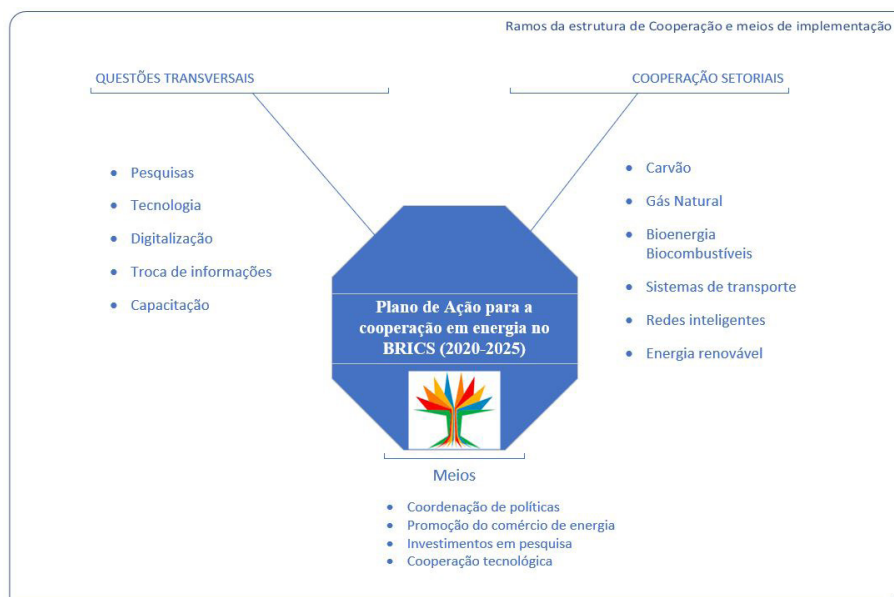 Ramos da estrutura de Cooperação e meios de implementação
QUESTÕES TRANSVERSAIS
• Pesquisas
• Tecnologia
• Digitalização
• Troca de informações
• Capacitação
COOPERAÇÃO SETORIAIS
• Carvão
• Gás Natural
• Bioenergia
Biocombustíveis
• Sistemas de transporte
• Redes inteligentes
• Energia renovável
Plano de Ação para a
cooperação em energia no
BRICS (2020-2025)
Meios
• Coordenação de políticas
• Promoção do comércio de energia
• Investimentos em pesquisa
• Cooperação tecnológica